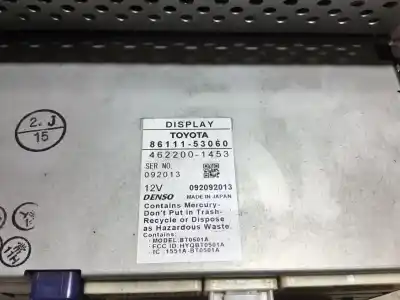 2. J
15
DISPLAY
TOYOTA
86111-53060
462200-1453
SER NO.
092013
12V 092092013
DENSO MADE IN JAPAN
Contains Mercury-
Don't Put in Trash-
Recycle or Dispose
as Hazardous Waste.
Contains:
-MODEL:BT0501A
-FCC ID:HYQBT0501A
-IC :1551A-BT0501A